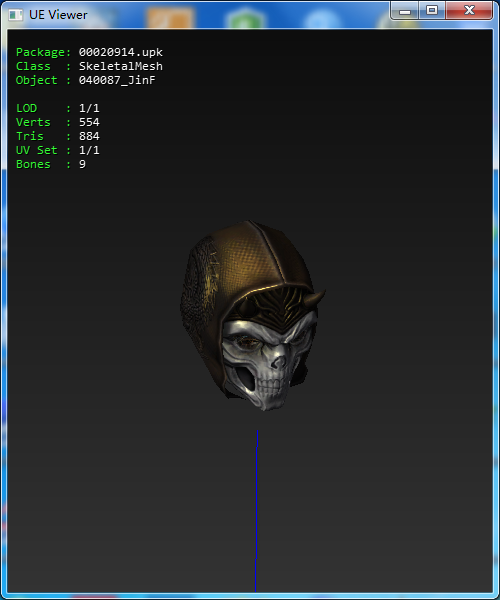 UE Viewer
Package: 00020914.upk
Class : SkeletalMesh
Object : 040087_JinF
LOD : 1/1
Verts : 554
Tris : 884
UV Set : 1/1
Bones : 9